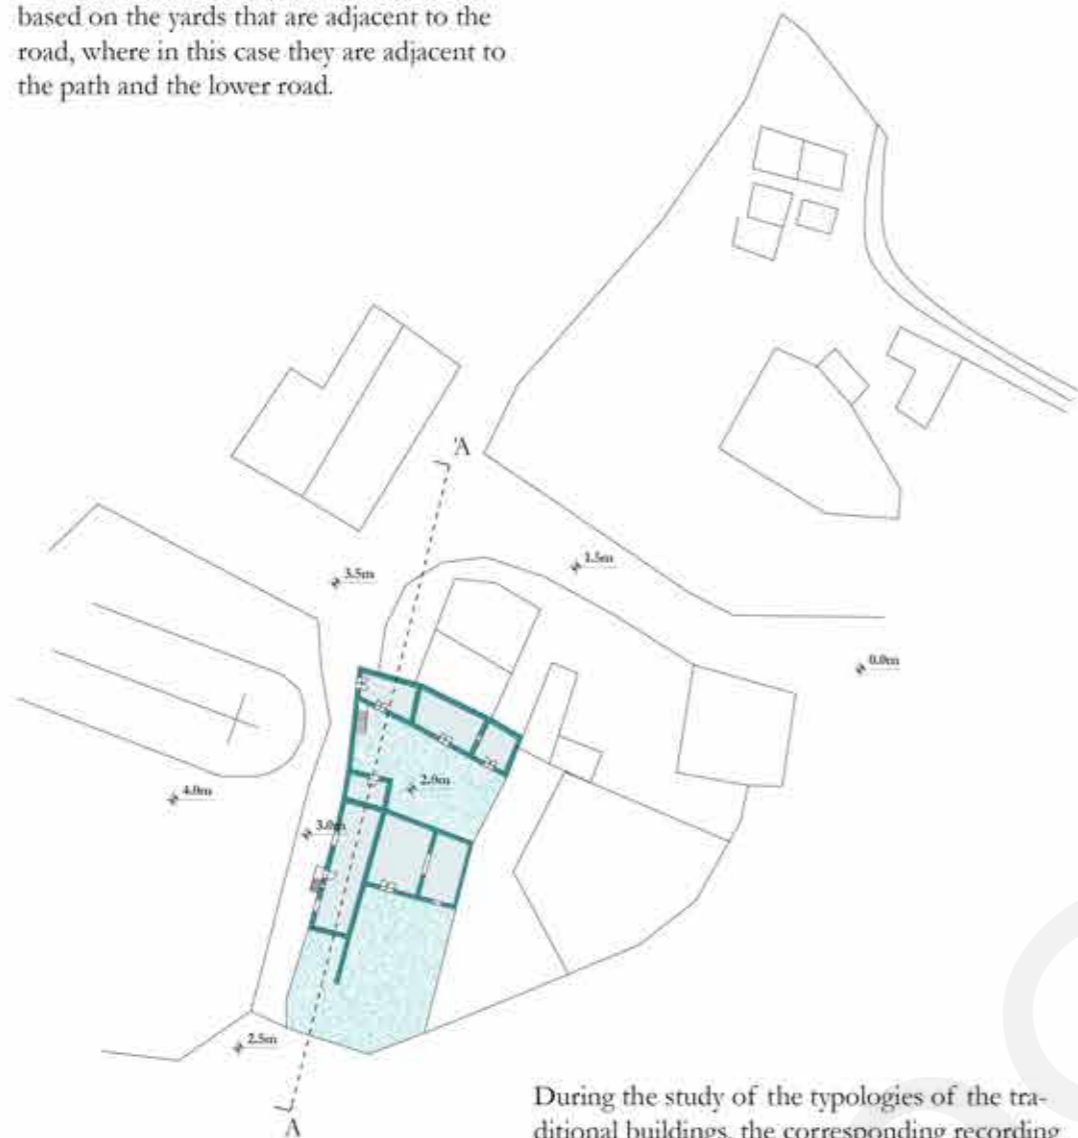 based on the yards that are adjacent to the
road, where in this case they are adjacent to
the path and the lower road.
'A
1.5m
3.5m
0.0m
2.0m
4.0m
3.0m
2.5m
A
During the study of the typologies of the tra-
ditional buildings, the corresponding recording